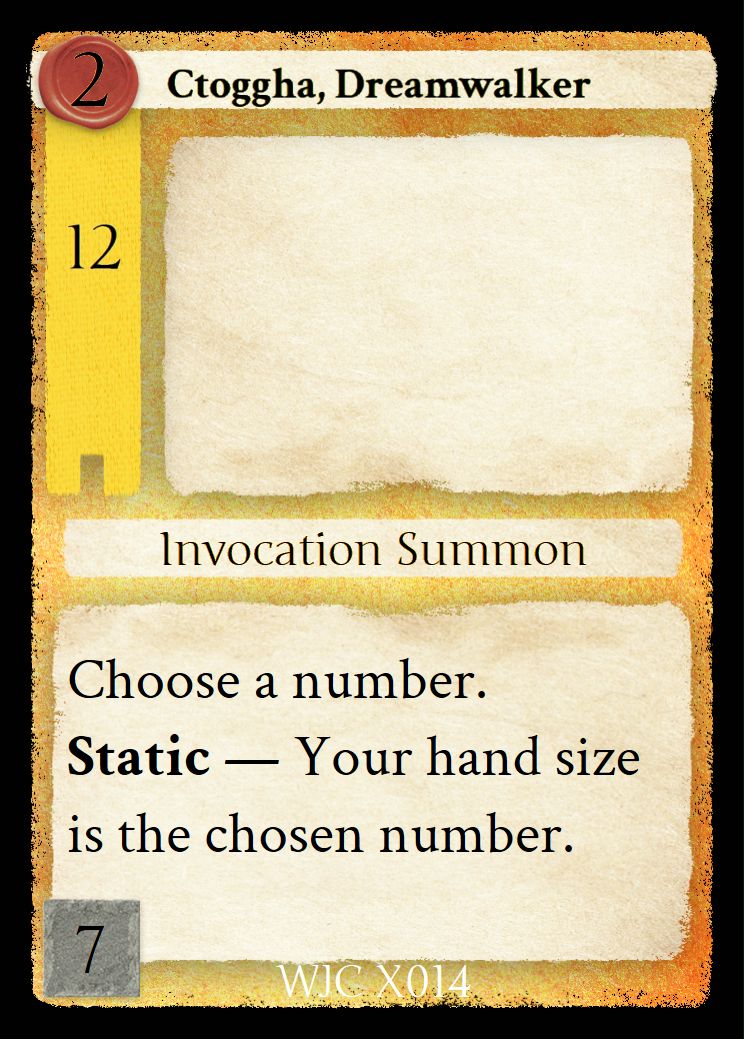 2
Ctoggha, Dreamwalker
12
Invocation Summon
Choose a number.
Static — Your hand size
is the chosen number.
7
WJC X014